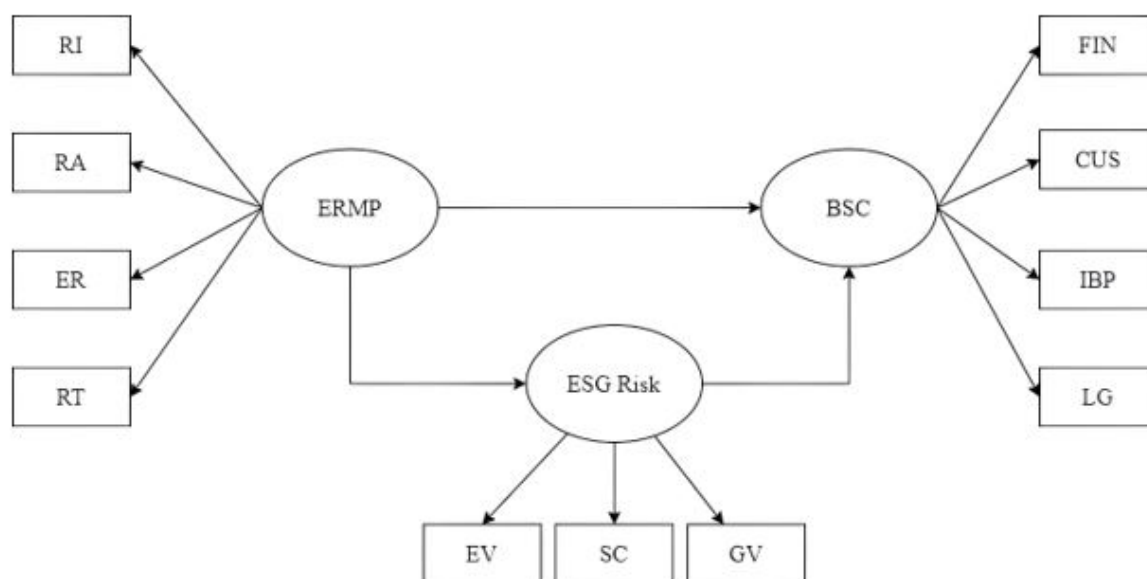 RI
FIN
RA
CUS
ERMP
BSC
ER
IBP
RT
ESG Risk
LG
EV
SC
GV